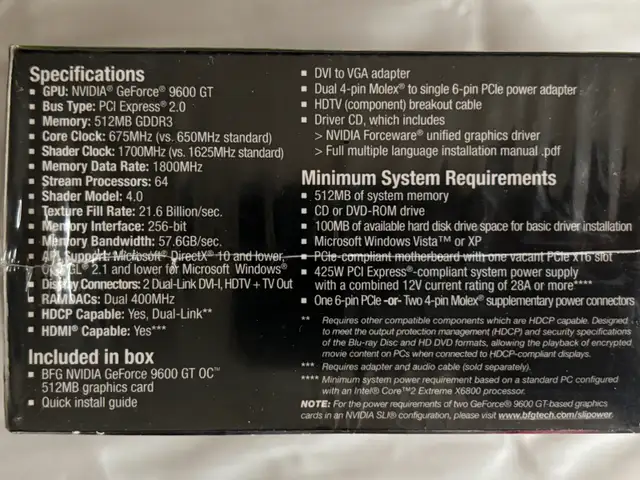 Specifications
▪ GPU: NVIDIA® GeForce® 9600 GT
▪ Bus Type: PCI Express® 2.0
▪ Memory: 512MB GDDR3
▪ Core Clock: 675MHz (vs. 650MHz standard)
▪ Shader Clock: 1700MHz (vs. 1625MHz standard)
▪ Memory Data Rate: 1800MHz
▪ Stream Processors: 64
▪ Shader Model: 4.0
▪ Texture Fill Rate: 21.6 Billion/sec.
▪ Memory Interface: 256-bit
▪ Memory Bandwidth: 57.6GB/sec.
▪ API Support: Microsoft® DirectX® 10 and lower,
GL® 2.1 and lower for Microsoft Windows®
▪ Display Connectors: 2 Dual-Link DVI-I, HDTV + TV Out
▪ RAMDACs: Dual 400MHz
▪ HDCP Capable: Yes, Dual-Link**
▪ HDMI® Capable: Yes***
Included in box
▪ BFG NVIDIA GeForce 9600 GT OC™
512MB graphics card
▪ Quick install guide
▪ DVI to VGA adapter
▪ Dual 4-pin Molex® to single 6-pin PCIe power adapter
▪ HDTV (component) breakout cable
▪ Driver CD, which includes
> NVIDIA Forceware® unified graphics driver
> Full multiple language installation manual .pdf
Minimum System Requirements
▪ 512MB of system memory
▪ CD or DVD-ROM drive
▪ 100MB of available hard disk drive space for basic driver installation
▪ Microsoft Windows Vista™ or XP
▪ PCIe-compliant motherboard with one vacant PCIe x16 slot
▪ 425W PCI Express®-compliant system power supply
with a combined 12V current rating of 28A or more****
▪ One 6-pin PCIe -or- Two 4-pin Molex® supplementary power connectors
** Requires other compatible components which are HDCP capable. Designed
to meet the output protection management (HDCP) and security specifications
of the Blu-ray Disc and HD DVD formats, allowing the playback of encrypted
movie content on PCs when connected to HDCP-compliant displays.
*** Requires adapter and audio cable (sold separately).
**** Minimum system power requirement based on a standard PC configured
with an Intel® Core™2 Extreme X6800 processor.
NOTE: For the power requirements of two GeForce® 9600 GT-based graphics
cards in an NVIDIA SLI® configuration, please visit www.bfgtech.com/slipower.